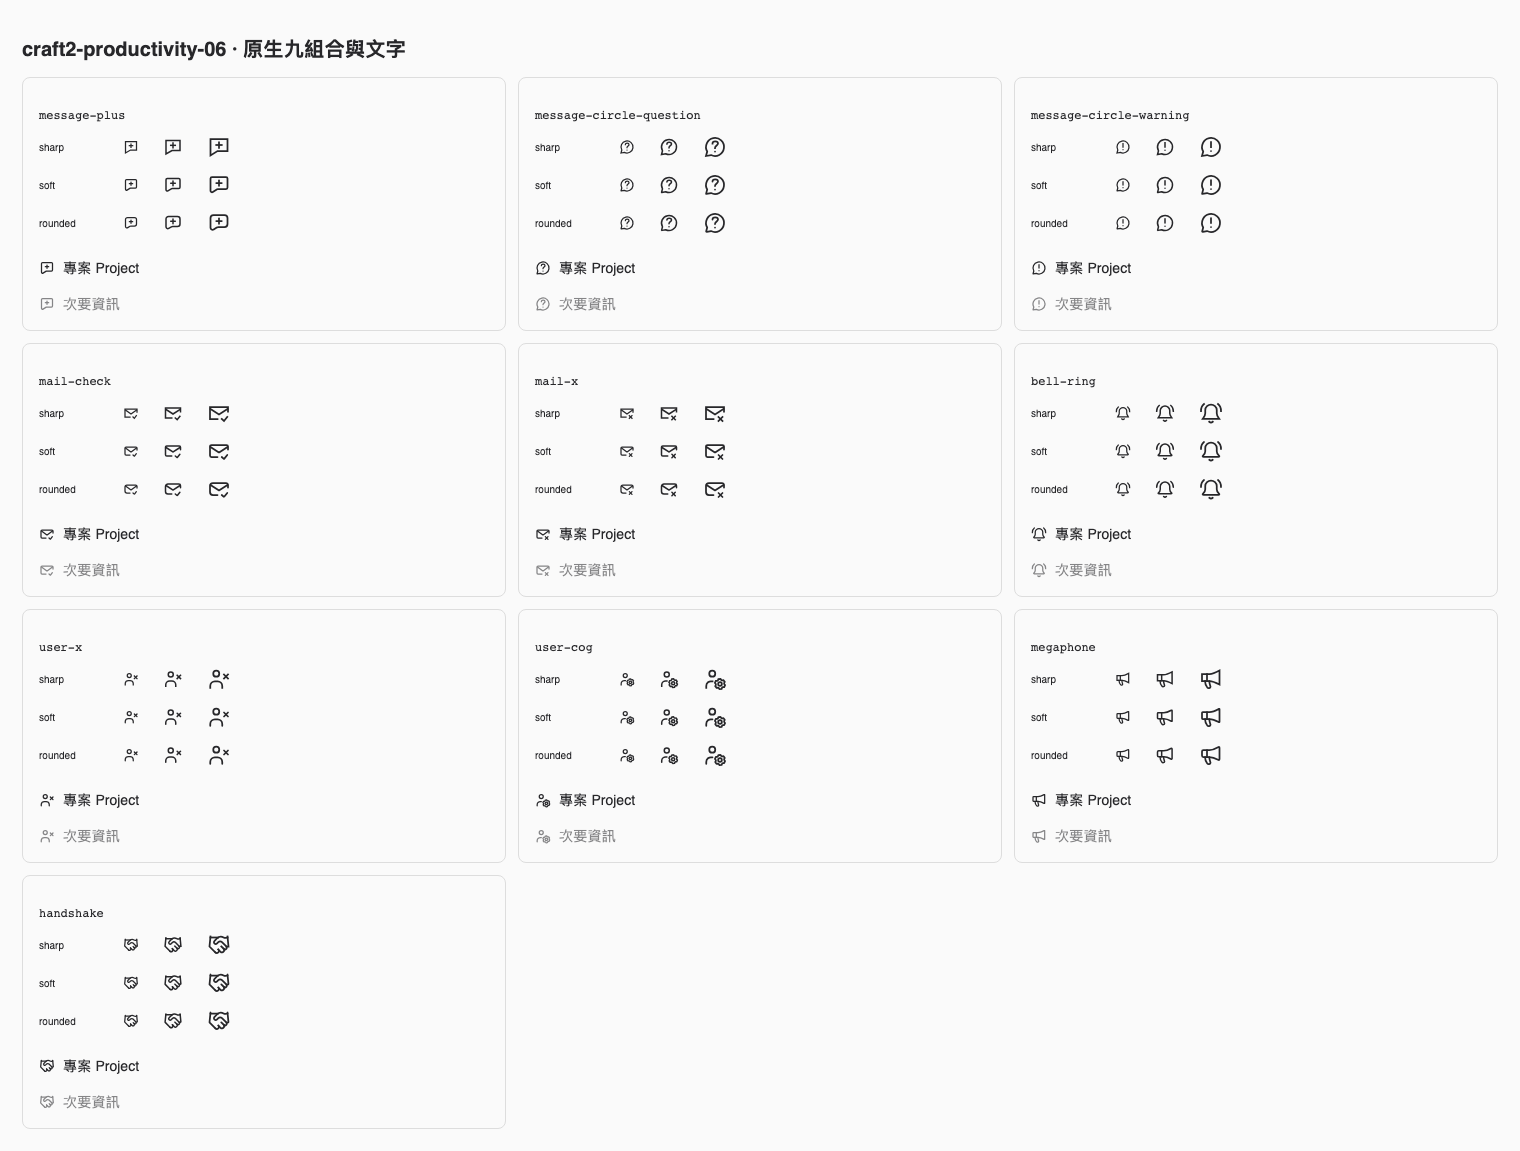 craft2-productivity-06 · 原生九組合與文字
message-plus
sharp
soft
rounded
專案 Project
次要資訊
message-circle-question
sharp
soft
rounded
專案 Project
次要資訊
message-circle-warning
sharp
soft
rounded
專案 Project
次要資訊
mail-check
sharp
soft
rounded
專案 Project
次要資訊
mail-x
sharp
soft
rounded
專案 Project
次要資訊
bell-ring
sharp
soft
rounded
專案 Project
次要資訊
user-x
sharp
soft
rounded
專案 Project
次要資訊
user-cog
sharp
soft
rounded
專案 Project
次要資訊
megaphone
sharp
soft
rounded
專案 Project
次要資訊
handshake
sharp
soft
rounded
專案 Project
次要資訊